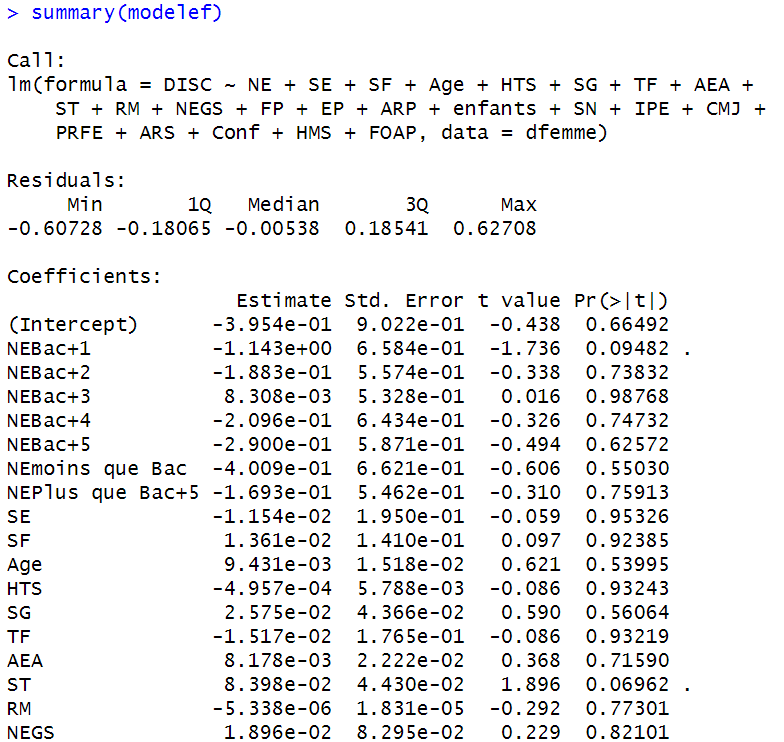 > summary(modelef)
Call:
lm(formula = DISC ~ NE + SE + SF + Age + HTS + SG + TF + AEA +
ST + RM + NEGS + FP + EP + ARP + enfants + SN + IPE + CMJ +
PRFE + ARS + Conf + HMS + FOAP, data = dfemme)
Residuals:
Min 1Q Median 3Q Max
-0.60728 -0.18065 -0.00538 0.18541 0.62708
Coefficients:
Estimate Std. Error t value Pr(>|t|)
(Intercept) -3.954e-01 9.022e-01 -0.438 0.66492
NEBac+1 -1.143e+00 6.584e-01 -1.736 0.09482 .
NEBac+2 -1.883e-01 5.574e-01 -0.338 0.73832
NEBac+3 8.308e-03 5.328e-01 0.016 0.98768
NEBac+4 -2.096e-01 6.434e-01 -0.326 0.74732
NEBac+5 -2.900e-01 5.871e-01 -0.494 0.62572
NEmoins que Bac -4.009e-01 6.621e-01 -0.606 0.55030
NEPlus que Bac+5 -1.693e-01 5.462e-01 -0.310 0.75913
SE -1.154e-02 1.950e-01 -0.059 0.95326
SF 1.361e-02 1.410e-01 0.097 0.92385
Age 9.431e-03 1.518e-02 0.621 0.53995
HTS -4.957e-04 5.788e-03 -0.086 0.93243
SG 2.575e-02 4.366e-02 0.590 0.56064
TF -1.517e-02 1.765e-01 -0.086 0.93219
AEA 8.178e-03 2.222e-02 0.368 0.71590
ST 8.398e-02 4.430e-02 1.896 0.06962 .
RM -5.338e-06 1.831e-05 -0.292 0.77301
NEGS 1.896e-02 8.295e-02 0.229 0.82101